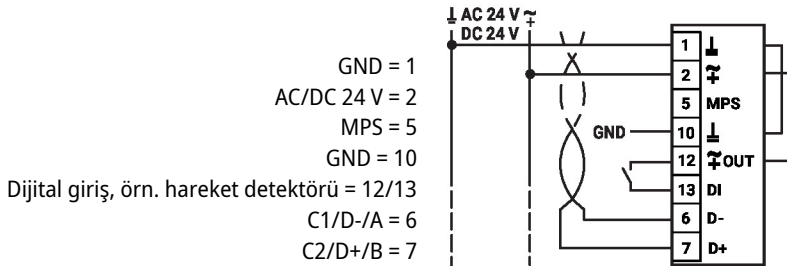 GND = 1
AC/DC 24 V = 2
MPS = 5
GND = 10
Dijital giriş, örn. hareket detektörü = 12/13
C1/D-/A = 6
C2/D+/B = 7
⊥ AC 24 V ~+
DC 24 V
1 ⊥
2 ~+
5 MPS
GND 10 ⊥
12 ~+ OUT
13 DI
6 D-
7 D+